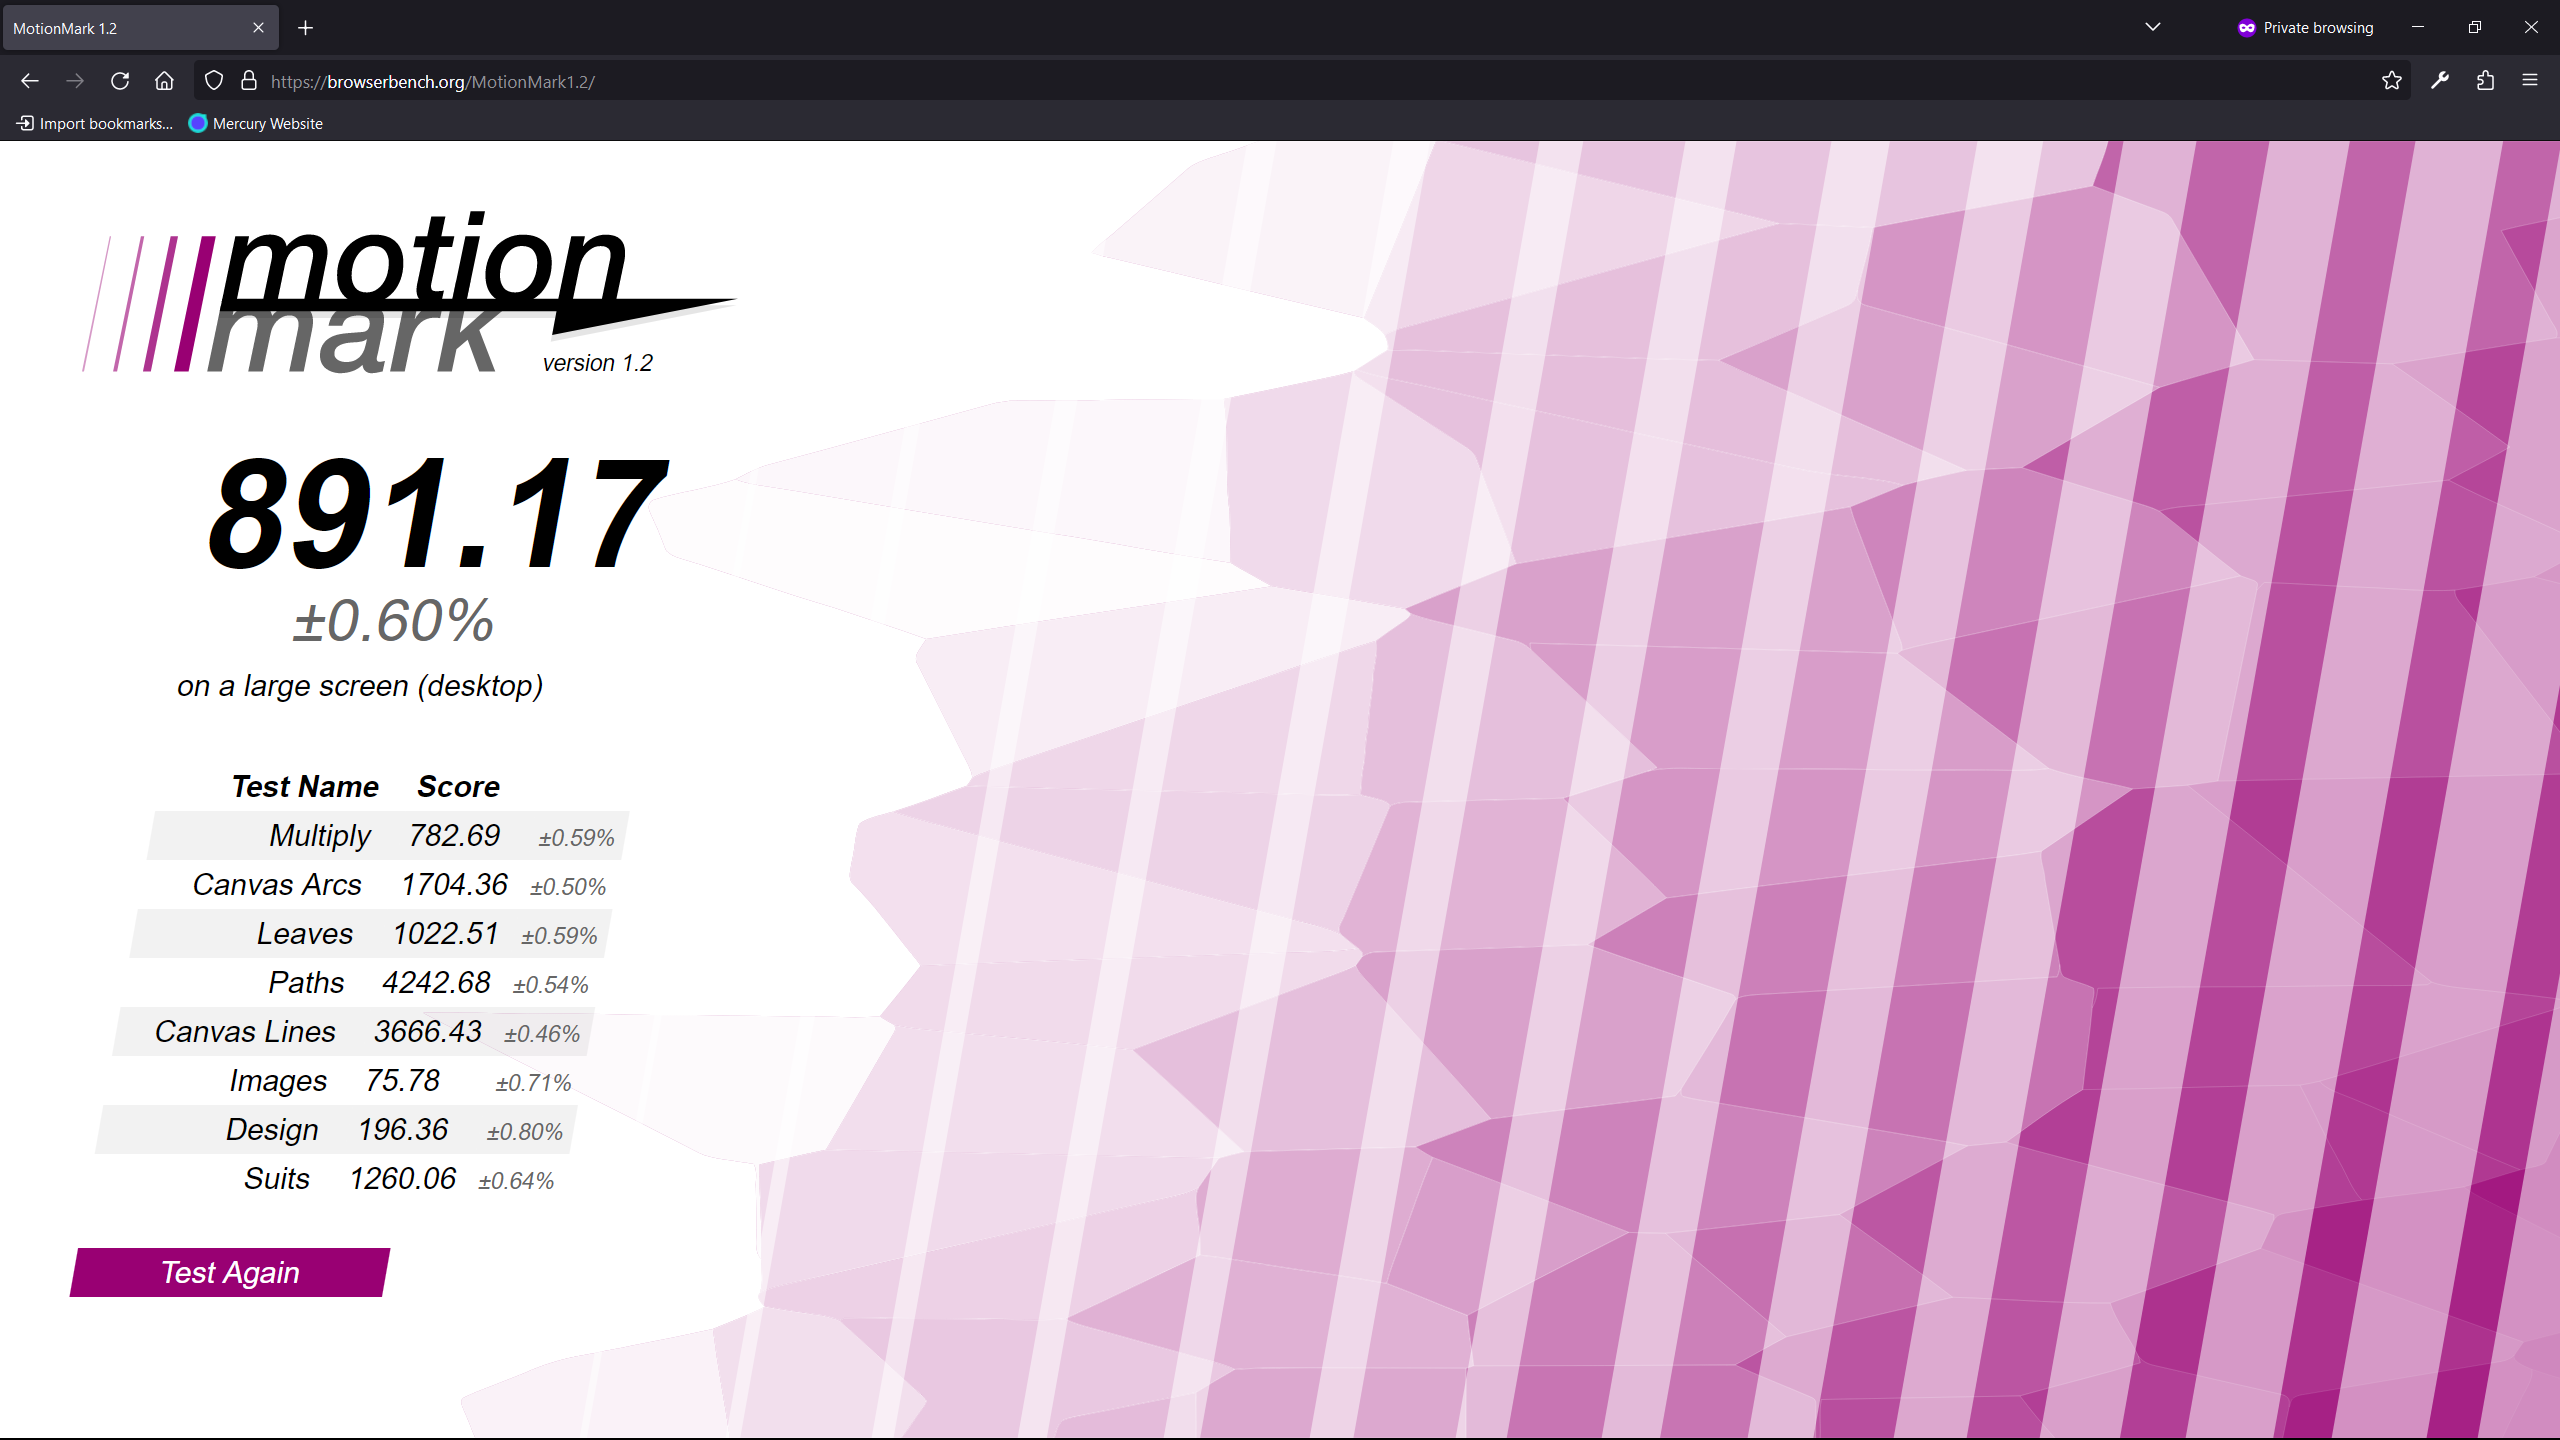 MotionMark 1.2
Private browsing
https://browserbench.org/MotionMark1.2/
Import bookmarks...
Mercury Website
motion
mark
version 1.2
891.17
±0.60%
on a large screen (desktop)
Test Name Score
Multiply 782.69 ±0.59%
Canvas Arcs 1704.36 ±0.50%
Leaves 1022.51 ±0.59%
Paths 4242.68 ±0.54%
Canvas Lines 3666.43 ±0.46%
Images 75.78 ±0.71%
Design 196.36 ±0.80%
Suits 1260.06 ±0.64%
Test Again